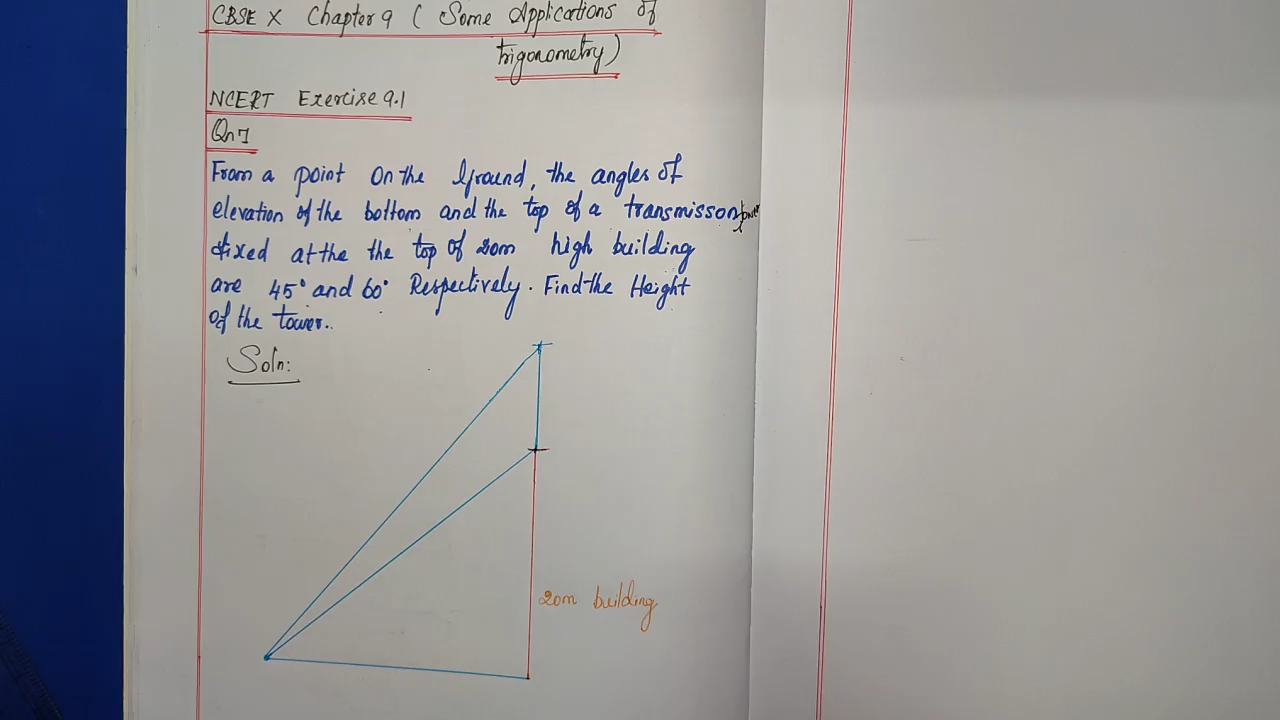 CBSE X Chapter 9 ( Some Applications of
trigonometry)
NCERT Exercise 9.1
Qn 7
From a point on the Ground, the angles of
elevation of the bottom and the top of a transmisson tower
fixed at the the top of 20m high building
are 45° and 60° Respectively. Find the Height
of the tower..
Soln:
20m building